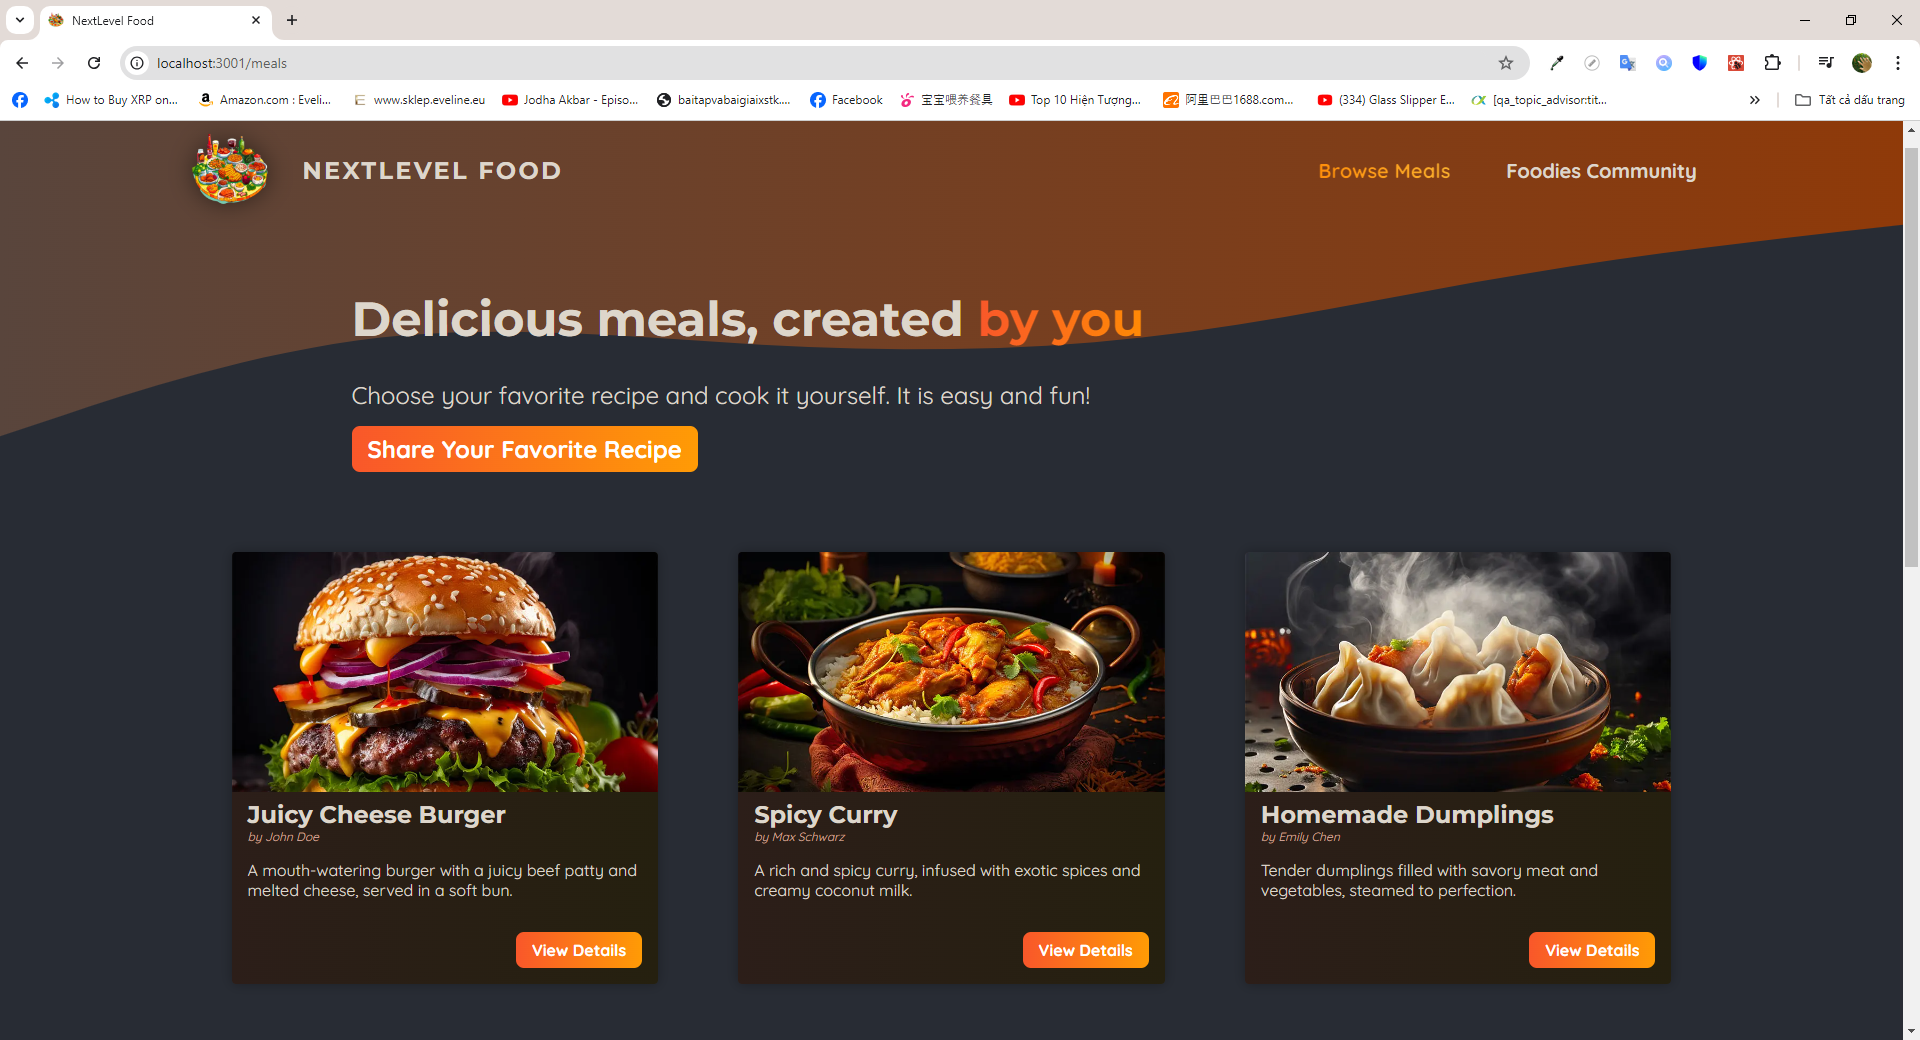 NextLevel Food
localhost:3001/meals
How to Buy XRP on...
Amazon.com : Eveli...
www.sklep.eveline.eu
Jodha Akbar - Episo...
baitapvabaigiaixstk....
Facebook
宝宝喂养餐具
Top 10 Hiện Tượng...
阿里巴巴1688.com...
(334) Glass Slipper E...
[qa_topic_advisor:tit...
Tất cả dấu trang
NEXTLEVEL FOOD
Browse Meals
Foodies Community
Delicious meals, created by you
Choose your favorite recipe and cook it yourself. It is easy and fun!
Share Your Favorite Recipe
Juicy Cheese Burger
by John Doe
A mouth-watering burger with a juicy beef patty and
melted cheese, served in a soft bun.
View Details
Spicy Curry
by Max Schwarz
A rich and spicy curry, infused with exotic spices and
creamy coconut milk.
View Details
Homemade Dumplings
by Emily Chen
Tender dumplings filled with savory meat and
vegetables, steamed to perfection.
View Details